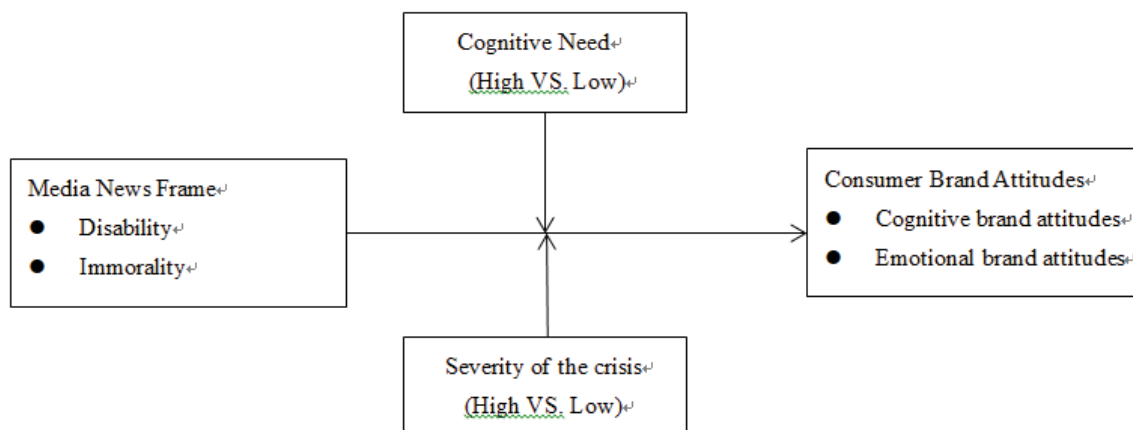 Cognitive Need
(High VS. Low)
Media News Frame
● Disability
● Immorality
Consumer Brand Attitudes
● Cognitive brand attitudes
● Emotional brand attitudes
Severity of the crisis
(High VS. Low)